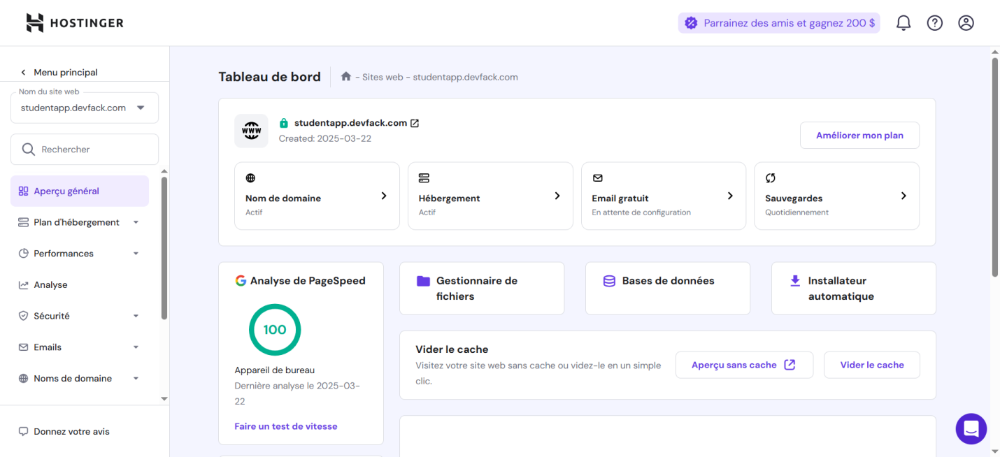 HOSTINGER
Parrainez des amis et gagnez 200 $
Menu principal
Nom du site web
studentapp.devfack.com
Rechercher
Aperçu général
Plan d'hébergement
Performances
Analyse
Sécurité
Emails
Noms de domaine
Donnez votre avis
Tableau de bord
- Sites web - studentapp.devfack.com
WWW
studentapp.devfack.com
Created: 2025-03-22
Améliorer mon plan
Nom de domaine
Actif
Hébergement
Actif
Email gratuit
En attente de configuration
Sauvegardes
Quotidiennement
Analyse de PageSpeed
100
Appareil de bureau
Dernière analyse le 2025-03-
22
Faire un test de vitesse
Gestionnaire de
fichiers
Bases de données
Installateur
automatique
Vider le cache
Visitez votre site web sans cache ou videz-le en un simple
clic.
Aperçu sans cache
Vider le cache